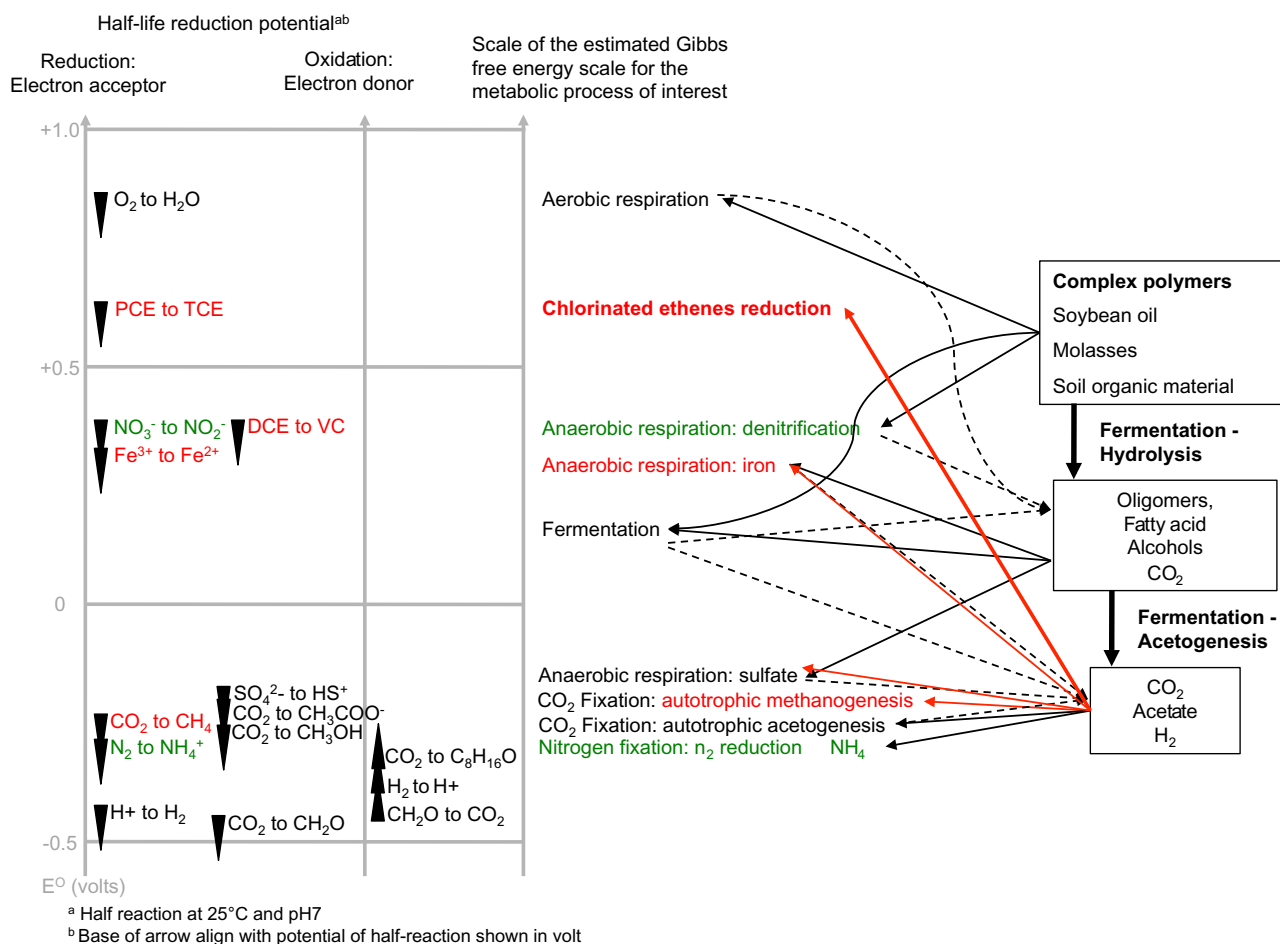 Half-life reduction potentialᵃᵇ
Reduction:
Electron acceptor
Oxidation:
Electron donor
Scale of the estimated Gibbs
free energy scale for the
metabolic process of interest
+1.0
O₂ to H₂O
PCE to TCE
+0.5
NO₃⁻ to NO₂⁻
DCE to VC
Fe³⁺ to Fe²⁺
0
SO₄²⁻ to HS⁺
CO₂ to CH₄
CO₂ to CH₃COO⁻
CO₂ to CH₃OH
N₂ to NH₄⁺
CO₂ to C₈H₁₆O
H₂ to H+
H+ to H₂
CH₂O to CO₂
CO₂ to CH₂O
-0.5
Eᴼ (volts)
Aerobic respiration
Chlorinated ethenes reduction
Anaerobic respiration: denitrification
Anaerobic respiration: iron
Fermentation
Anaerobic respiration: sulfate
CO₂ Fixation: autotrophic methanogenesis
CO₂ Fixation: autotrophic acetogenesis
Nitrogen fixation: n₂ reduction NH₄
Complex polymers
Soybean oil
Molasses
Soil organic material
Fermentation -
Hydrolysis
Oligomers,
Fatty acid
Alcohols
CO₂
Fermentation -
Acetogenesis
CO₂
Acetate
H₂
ᵃ Half reaction at 25°C and pH7
ᵇ Base of arrow align with potential of half-reaction shown in volt